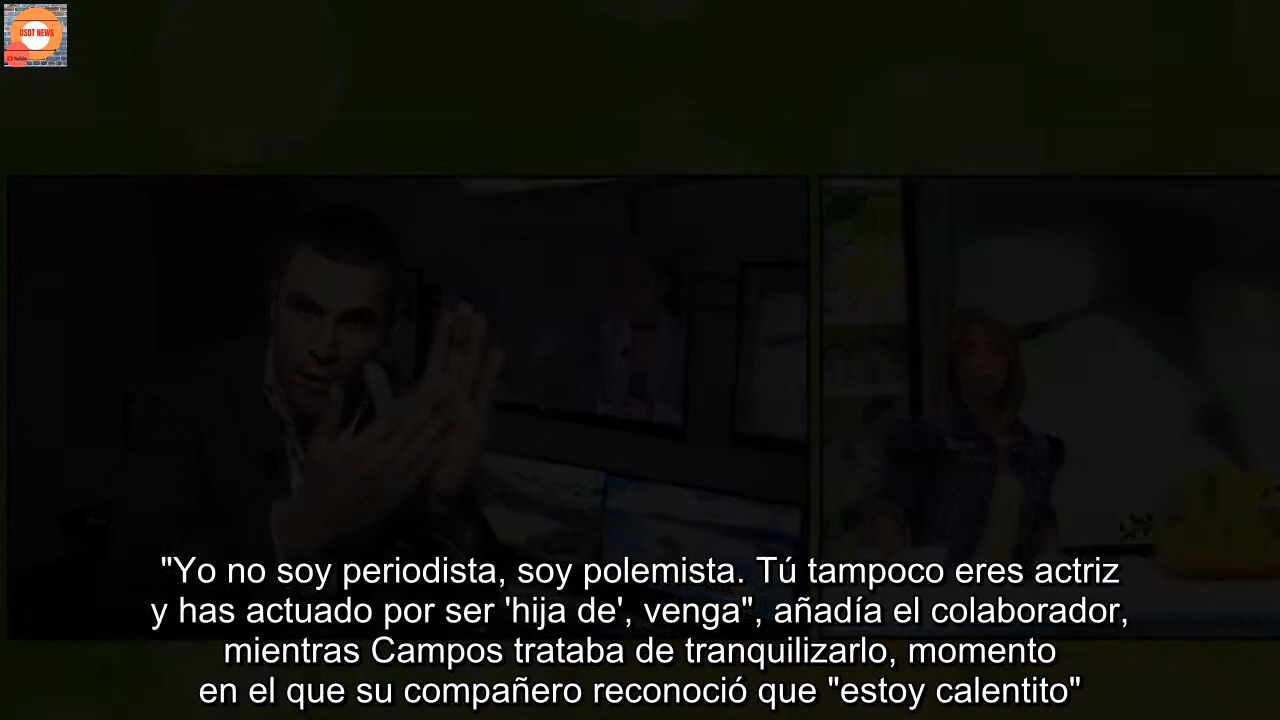 USDT NEWS
YouTube
"Yo no soy periodista, soy polemista. Tú tampoco eres actriz
y has actuado por ser 'hija de', venga", añadía el colaborador,
mientras Campos trataba de tranquilizarlo, momento
en el que su compañero reconoció que "estoy calentito"